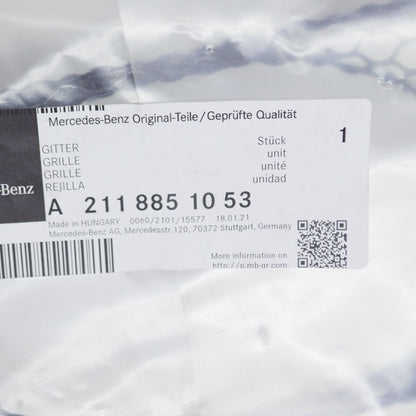 Mercedes-Benz Original-Teile/Geprüfte Qualität
GITTER
GRILLE
GRILLE
REJILLA
Stück
unit
unité
unidad
1
-Benz
A 211 885 10 53
Made in HUNGARY 0060/2101/15577 18.01.21
Mercedes-Benz AG, Mercedesstr.120, 70372 Stuttgart, Germany
More information on
http://p.mb-qr.com